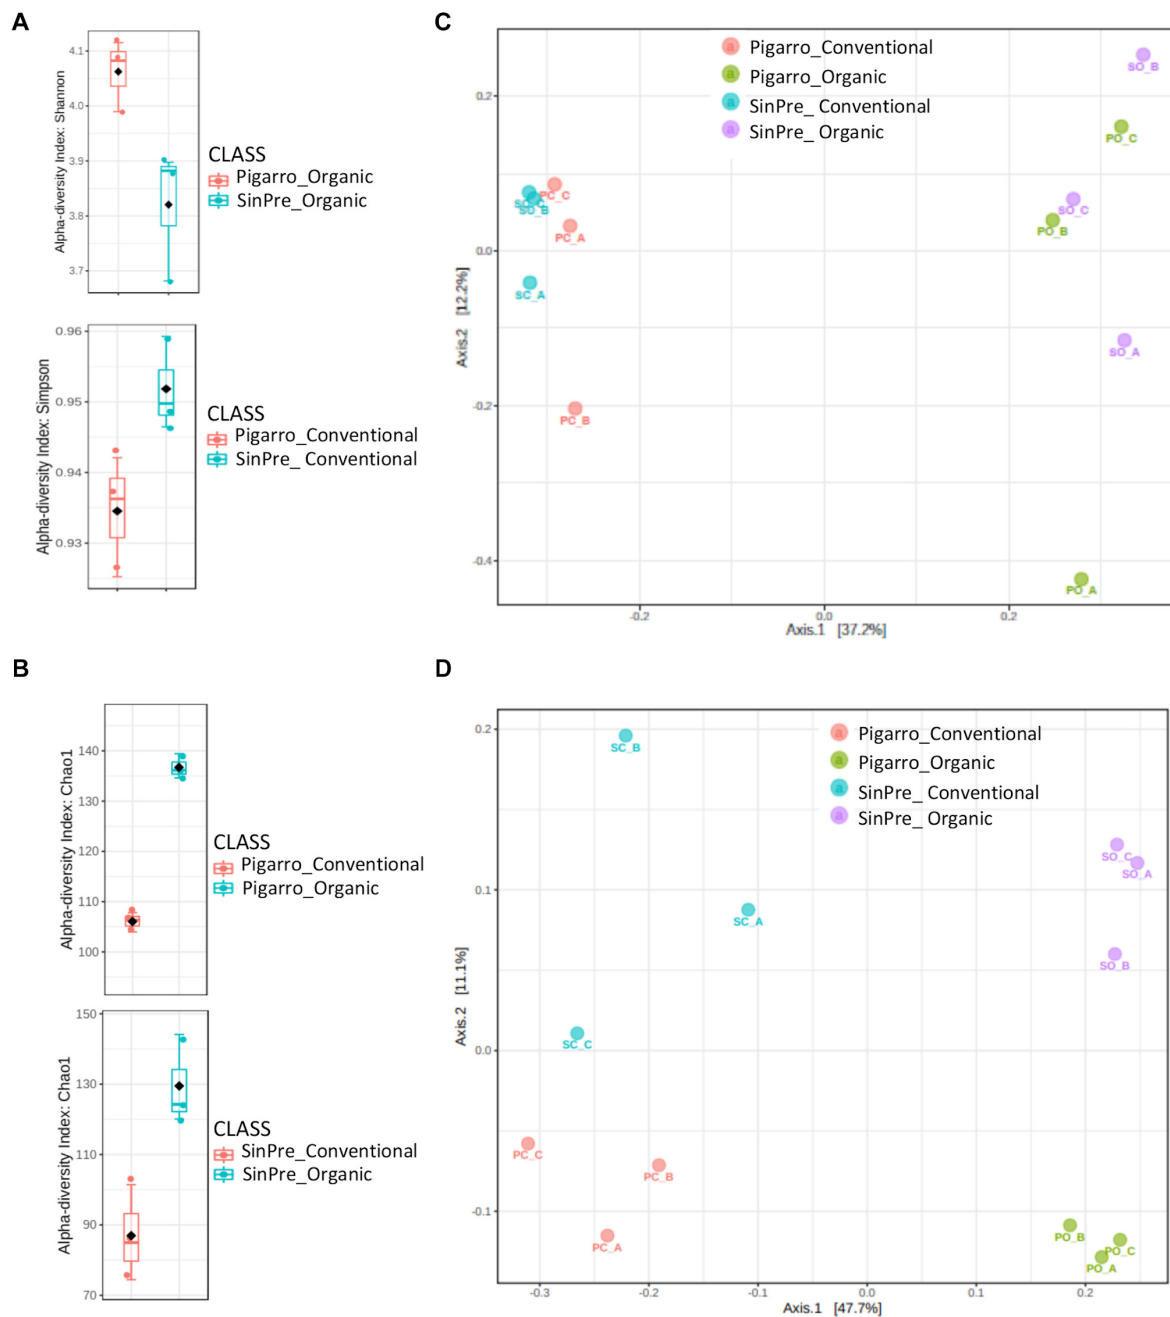 A
Alpha-diversity Index: Shannon
4.1
4.0
3.9
3.8
3.7
CLASS
Pigarro_Organic
SinPre_Organic
Alpha-diversity Index: Simpson
0.96
0.95
0.94
0.93
CLASS
Pigarro_Conventional
SinPre_ Conventional
B
Alpha-diversity Index: Chao1
140
130
120
110
100
CLASS
Pigarro_Conventional
Pigarro_Organic
Alpha-diversity Index: Chao1
150
130
110
90
70
CLASS
SinPre_Conventional
SinPre_Organic
C
a Pigarro_Conventional
a Pigarro_Organic
a SinPre_ Conventional
a SinPre_ Organic
SO_B
PO_C
SO_C
PO_B
PC_C
SO_B
PC_A
SC_A
SO_A
PC_B
PO_A
0.2
0.0
-0.2
-0.4
Axis.2 [12.2%]
-0.2
0.0
0.2
Axis.1 [37.2%]
D
a Pigarro_Conventional
a Pigarro_Organic
a SinPre_ Conventional
a SinPre_ Organic
SC_B
SO_C
SO_A
SC_A
SO_B
SC_C
PC_C
PC_B
PC_A
PO_B
PO_C
PO_A
0.2
0.1
0.0
-0.1
Axis.2 [11.1%]
-0.3
-0.2
-0.1
0.0
0.1
0.2
Axis.1 [47.7%]